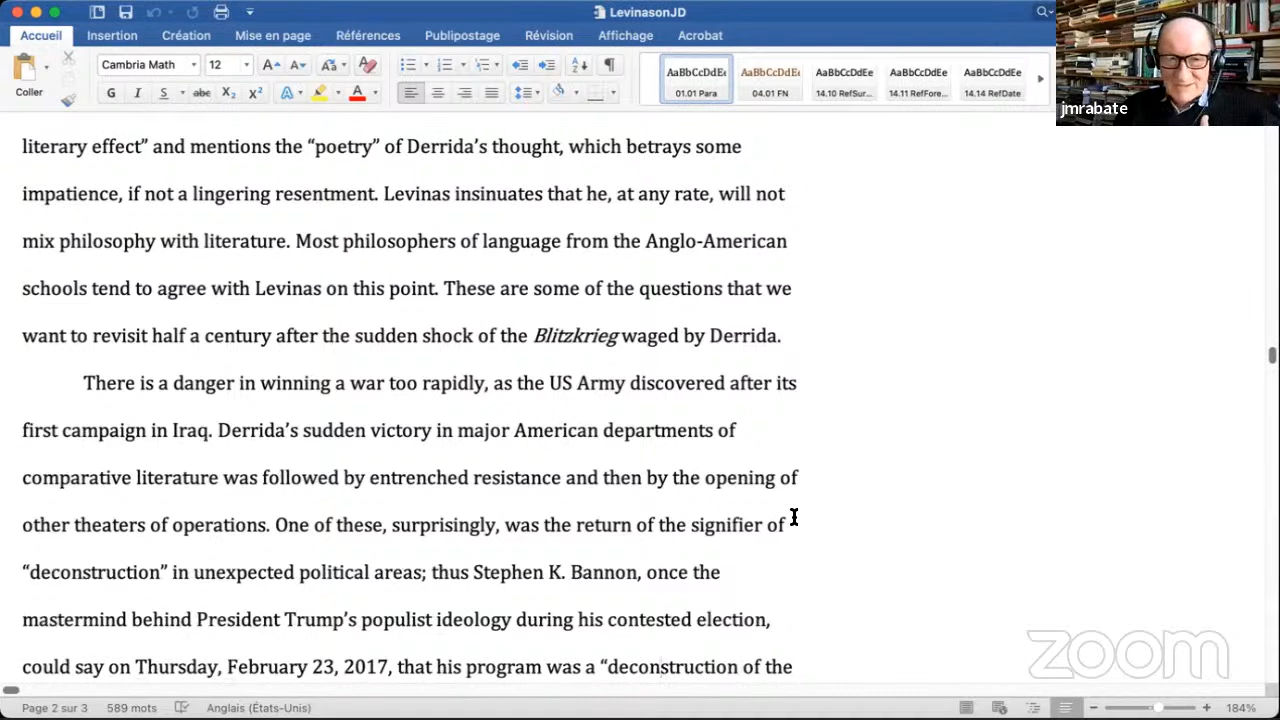 LevinasonJD
Accueil Insertion Création Mise en page Références Publipostage Révision Affichage Acrobat
Coller
Cambria Math 12
AaBbCcDdEe AaBbCcDdEe AaBbCcDdEe AaBbCcDdEe AaBbCcDdEe
01.01 Para 04.01 FN 14.10 RefSur... 14.11 RefFore... 14.14 RefDate
jmrabate
literary effect” and mentions the “poetry” of Derrida’s thought, which betrays some
impatience, if not a lingering resentment. Levinas insinuates that he, at any rate, will not
mix philosophy with literature. Most philosophers of language from the Anglo-American
schools tend to agree with Levinas on this point. These are some of the questions that we
want to revisit half a century after the sudden shock of the Blitzkrieg waged by Derrida.
There is a danger in winning a war too rapidly, as the US Army discovered after its
first campaign in Iraq. Derrida’s sudden victory in major American departments of
comparative literature was followed by entrenched resistance and then by the opening of
other theaters of operations. One of these, surprisingly, was the return of the signifier of
“deconstruction” in unexpected political areas; thus Stephen K. Bannon, once the
mastermind behind President Trump’s populist ideology during his contested election,
could say on Thursday, February 23, 2017, that his program was a “deconstruction of the
zoom
Page 2 sur 3 589 mots Anglais (États-Unis) 184%